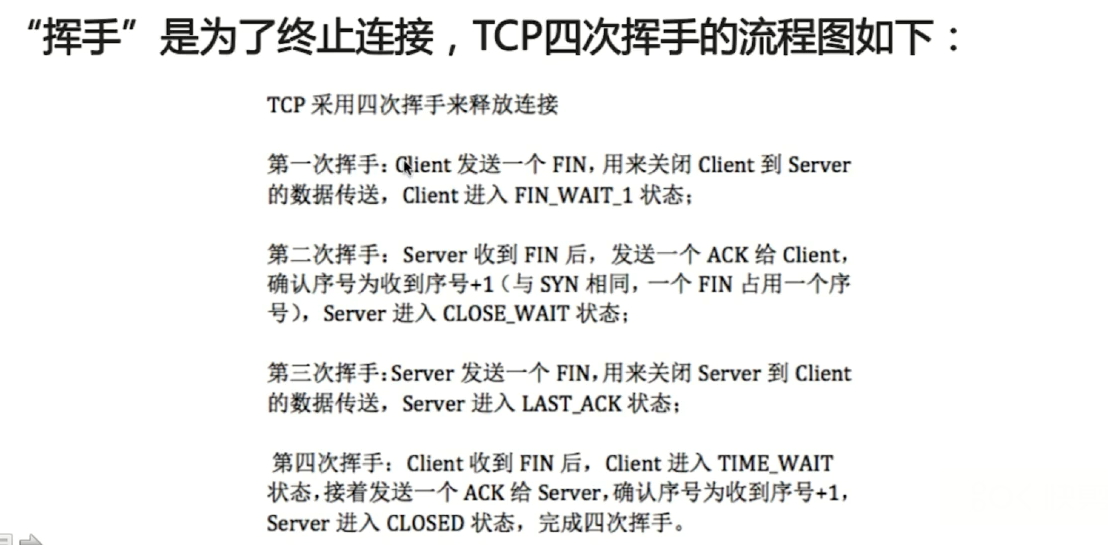 “挥手”是为了终止连接，TCP四次挥手的流程图如下：
TCP 采用四次挥手来释放连接
第一次挥手：Client 发送一个 FIN，用来关闭 Client 到 Server
的数据传送，Client 进入 FIN_WAIT_1 状态；
第二次挥手：Server 收到 FIN 后，发送一个 ACK 给 Client，
确认序号为收到序号+1（与 SYN 相同，一个 FIN 占用一个序
号），Server 进入 CLOSE_WAIT 状态；
第三次挥手：Server 发送一个 FIN，用来关闭 Server 到 Client
的数据传送，Server 进入 LAST_ACK 状态；
第四次挥手：Client 收到 FIN 后，Client 进入 TIME_WAIT
状态，接着发送一个 ACK 给 Server，确认序号为收到序号+1，
Server 进入 CLOSED 状态，完成四次挥手。